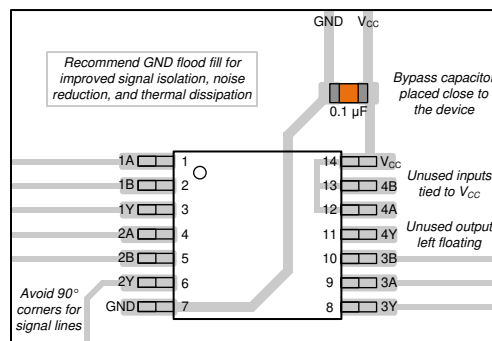 GND VCC
Recommend GND flood fill for
improved signal isolation, noise
reduction, and thermal dissipation
Bypass capacitor
placed close to
the device
0.1 µF
1A 1 14 VCC
1B 2 13 4B
1Y 3 12 4A
2A 4 11 4Y
2B 5 10 3B
2Y 6 9 3A
GND 7 8 3Y
Unused inputs
tied to VCC
Unused output
left floating
Avoid 90°
corners for
signal lines